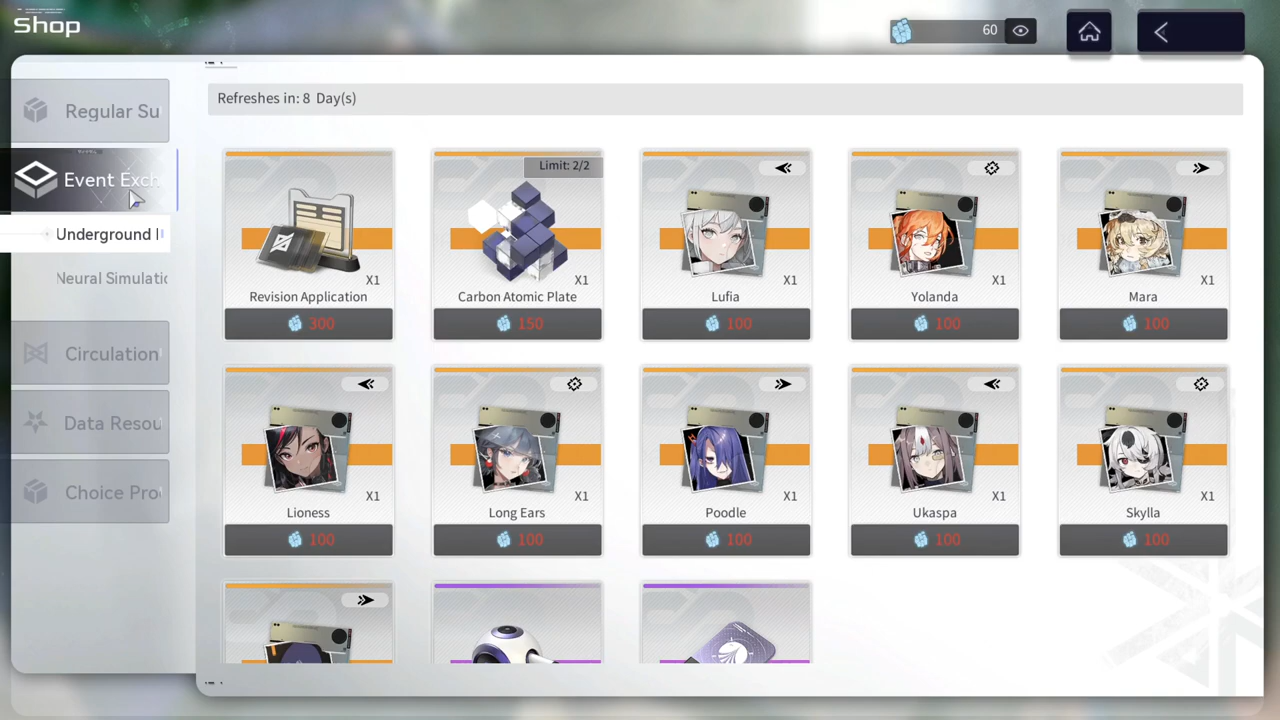 Shop
60
Regular Su
Event Exch
Underground I
Neural Simulatio
Circulation
Data Resou
Choice Pro
Refreshes in: 8 Day(s)
X1
Revision Application
300
Limit: 2/2
X1
Carbon Atomic Plate
150
X1
Lufia
100
X1
Yolanda
100
X1
Mara
100
X1
Lioness
100
X1
Long Ears
100
X1
Poodle
100
X1
Ukaspa
100
X1
Skylla
100